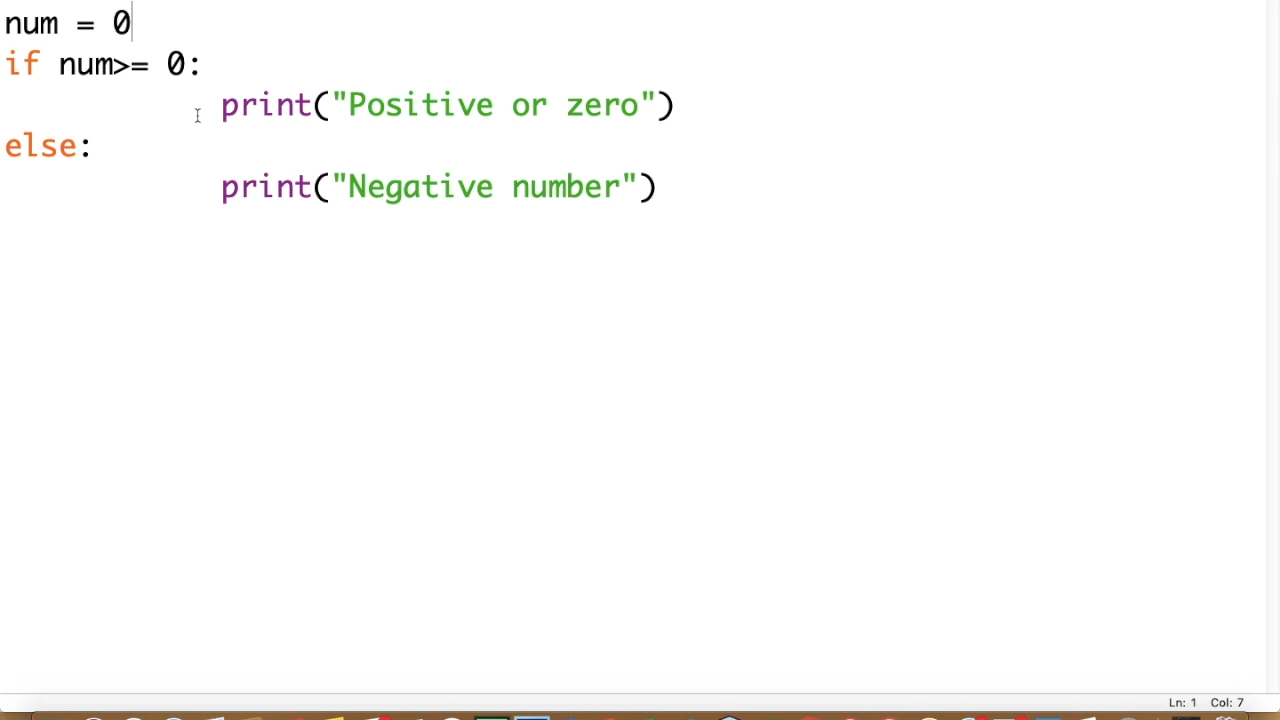 num = 0
if num>= 0:
            print("Positive or zero")
else:
            print("Negative number")
Ln: 1 Col: 7